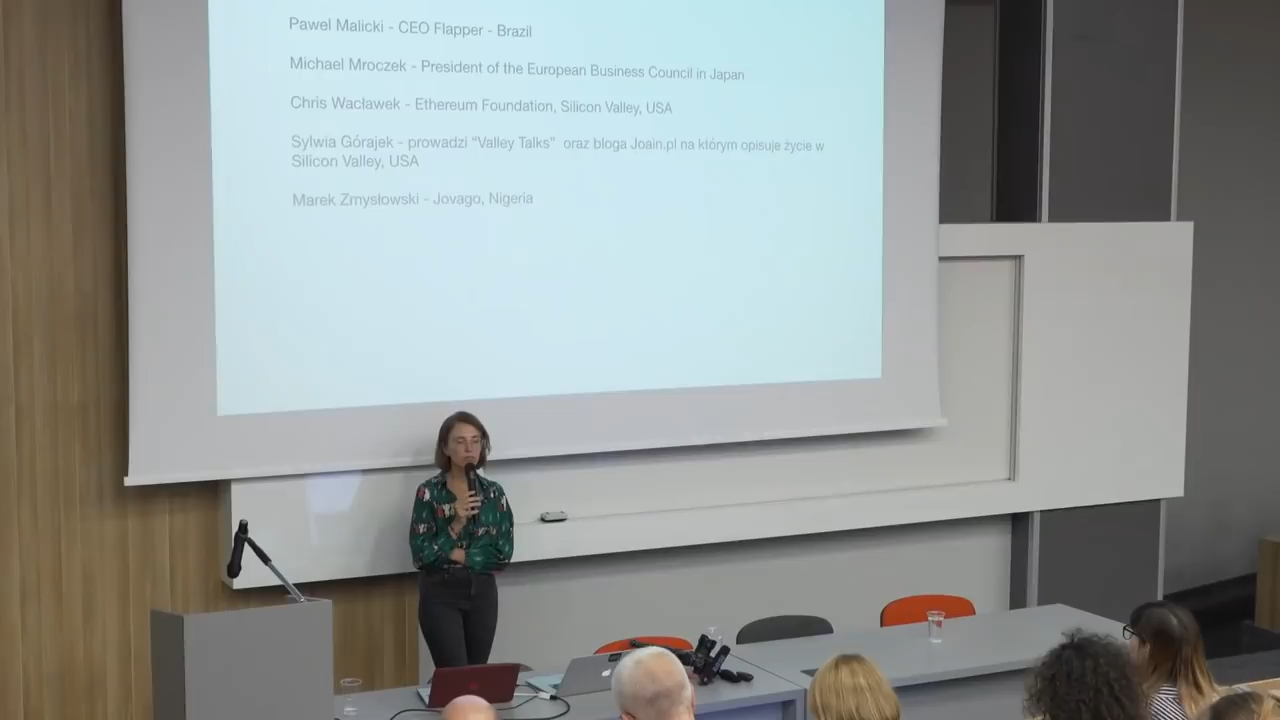 Pawel Malicki - CEO Flapper - Brazil
Michael Mroczek - President of the European Business Council in Japan
Chris Wacławek - Ethereum Foundation, Silicon Valley, USA
Sylwia Górajek - prowadzi “Valley Talks” oraz bloga Joain.pl na którym opisuje życie w
Silicon Valley, USA
Marek Zmysłowski - Jovago, Nigeria